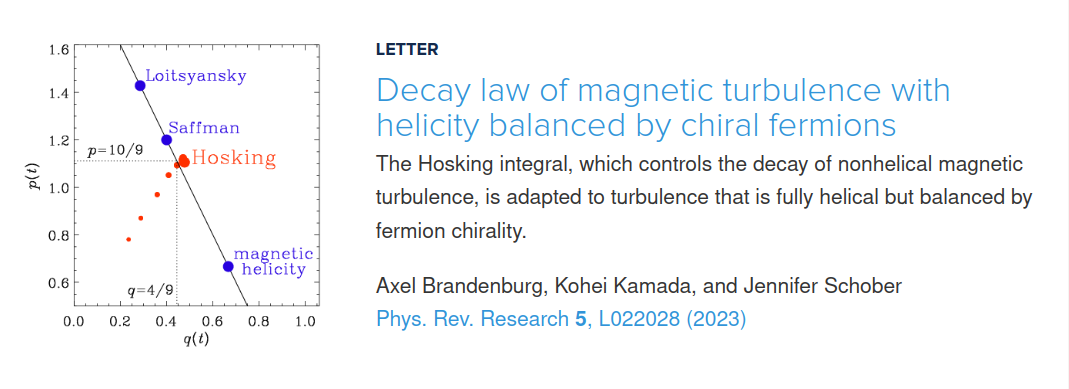 1.6
1.4
1.2
1.0
0.8
0.6
p(t)
Loitsyansky
Saffman
p=10/9
Hosking
magnetic
helicity
q=4/9
0.0 0.2 0.4 0.6 0.8 1.0
q(t)
LETTER
Decay law of magnetic turbulence with
helicity balanced by chiral fermions
The Hosking integral, which controls the decay of nonhelical magnetic
turbulence, is adapted to turbulence that is fully helical but balanced by
fermion chirality.
Axel Brandenburg, Kohei Kamada, and Jennifer Schober
Phys. Rev. Research 5, L022028 (2023)